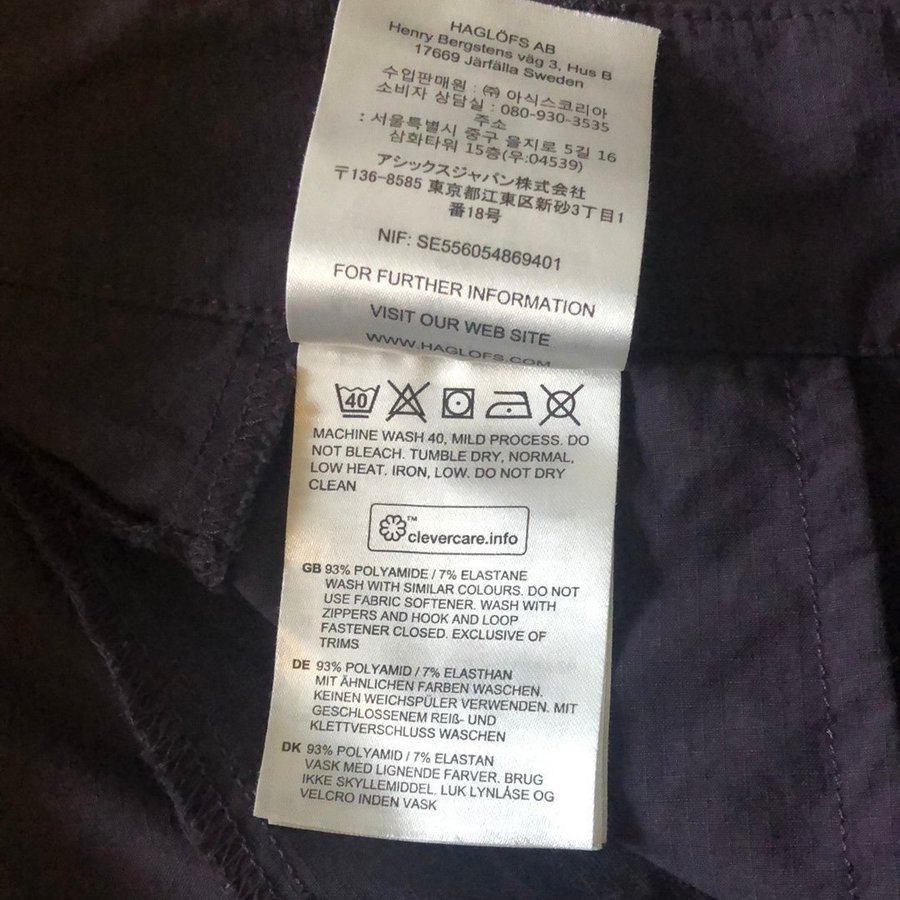 HAGLÖFS AB
Henry Bergstens väg 3, Hus B
17669 Järfälla Sweden
수입판매원 : ㈜ 아식스코리아
소비자 상담실 : 080-930-3535
주소
: 서울특별시 중구 을지로 5길 16
삼화타워 15층(우:04539)
アシックスジャパン株式会社
〒136-8585 東京都江東区新砂3丁目1
番18号
NIF: SE556054869401
FOR FURTHER INFORMATION
VISIT OUR WEB SITE
WWW.HAGLOFS.COM
40
MACHINE WASH 40, MILD PROCESS. DO
NOT BLEACH. TUMBLE DRY, NORMAL,
LOW HEAT. IRON, LOW. DO NOT DRY
CLEAN
™ clevercare.info
GB 93% POLYAMIDE / 7% ELASTANE
WASH WITH SIMILAR COLOURS. DO NOT
USE FABRIC SOFTENER. WASH WITH
ZIPPERS AND HOOK AND LOOP
FASTENER CLOSED. EXCLUSIVE OF
TRIMS
DE 93% POLYAMID / 7% ELASTHAN
MIT ÄHNLICHEN FARBEN WASCHEN.
KEINEN WEICHSPÜLER VERWENDEN. MIT
GESCHLOSSENEM REIß- UND
KLETTVERSCHLUSS WASCHEN
DK 93% POLYAMID / 7% ELASTAN
VASK MED LIGNENDE FARVER. BRUG
IKKE SKYLLEMIDDEL. LUK LYNLÅSE OG
VELCRO INDEN VASK